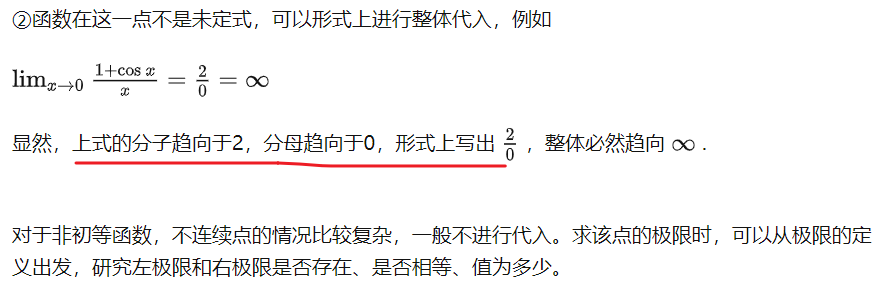 ②函数在这一点不是未定式，可以形式上进行整体代入，例如
lim_{x→0} \frac{1+cos x}{x} = \frac{2}{0} = ∞
显然，上式的分子趋向于2，分母趋向于0，形式上写出 \frac{2}{0} ，整体必然趋向 ∞ .
对于非初等函数，不连续点的情况比较复杂，一般不进行代入。求该点的极限时，可以从极限的定
义出发，研究左极限和右极限是否存在、是否相等、值为多少。